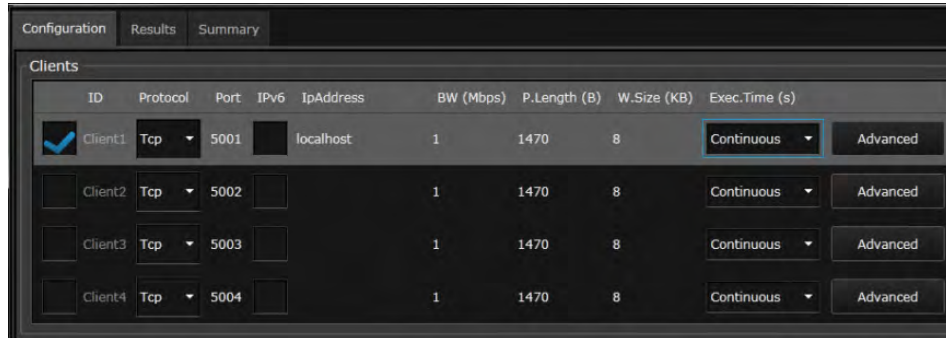 Configuration Results Summary
Clients
ID Protocol Port IPv6 IpAddress BW (Mbps) P.Length (B) W.Size (KB) Exec.Time (s)
Client1 Tcp 5001 localhost 1 1470 8 Continuous Advanced
Client2 Tcp 5002 1 1470 8 Continuous Advanced
Client3 Tcp 5003 1 1470 8 Continuous Advanced
Client4 Tcp 5004 1 1470 8 Continuous Advanced